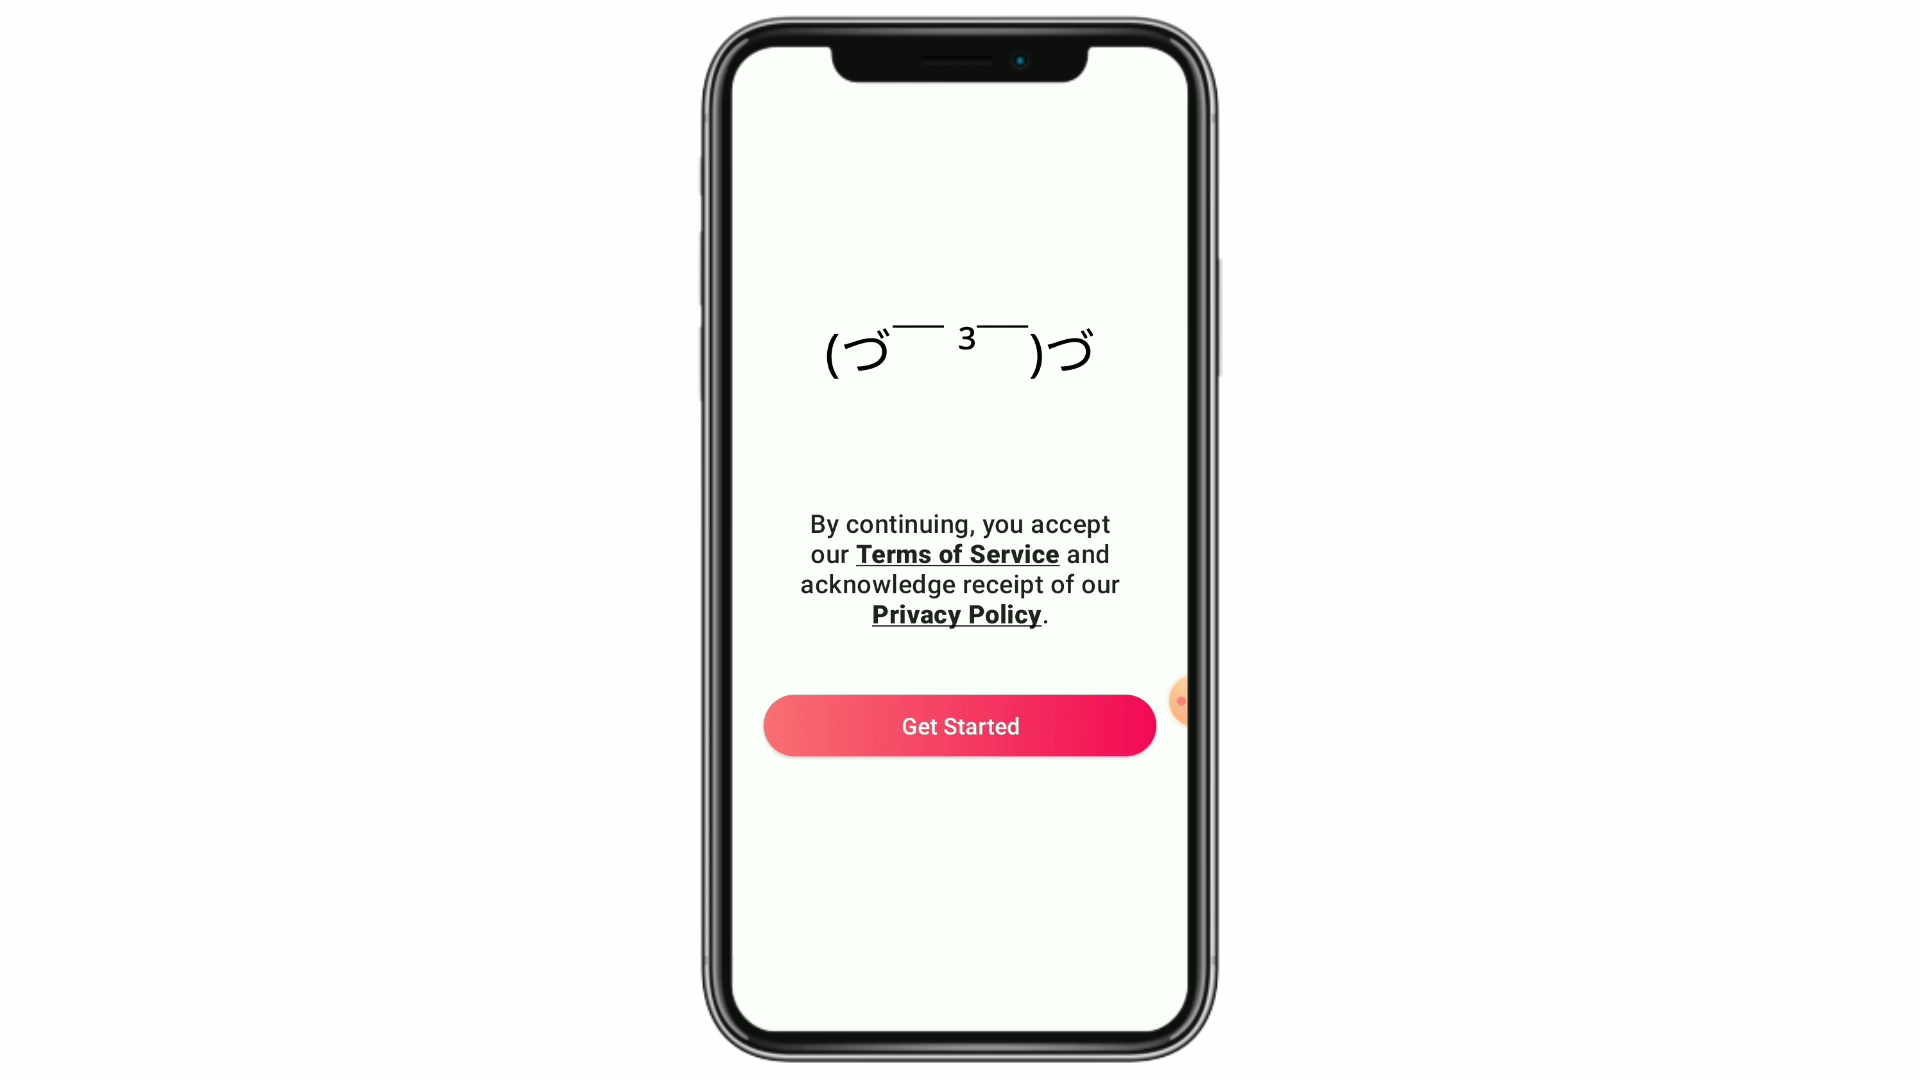 (づ￣ ³￣)づ
By continuing, you accept
our Terms of Service and
acknowledge receipt of our
Privacy Policy.
Get Started